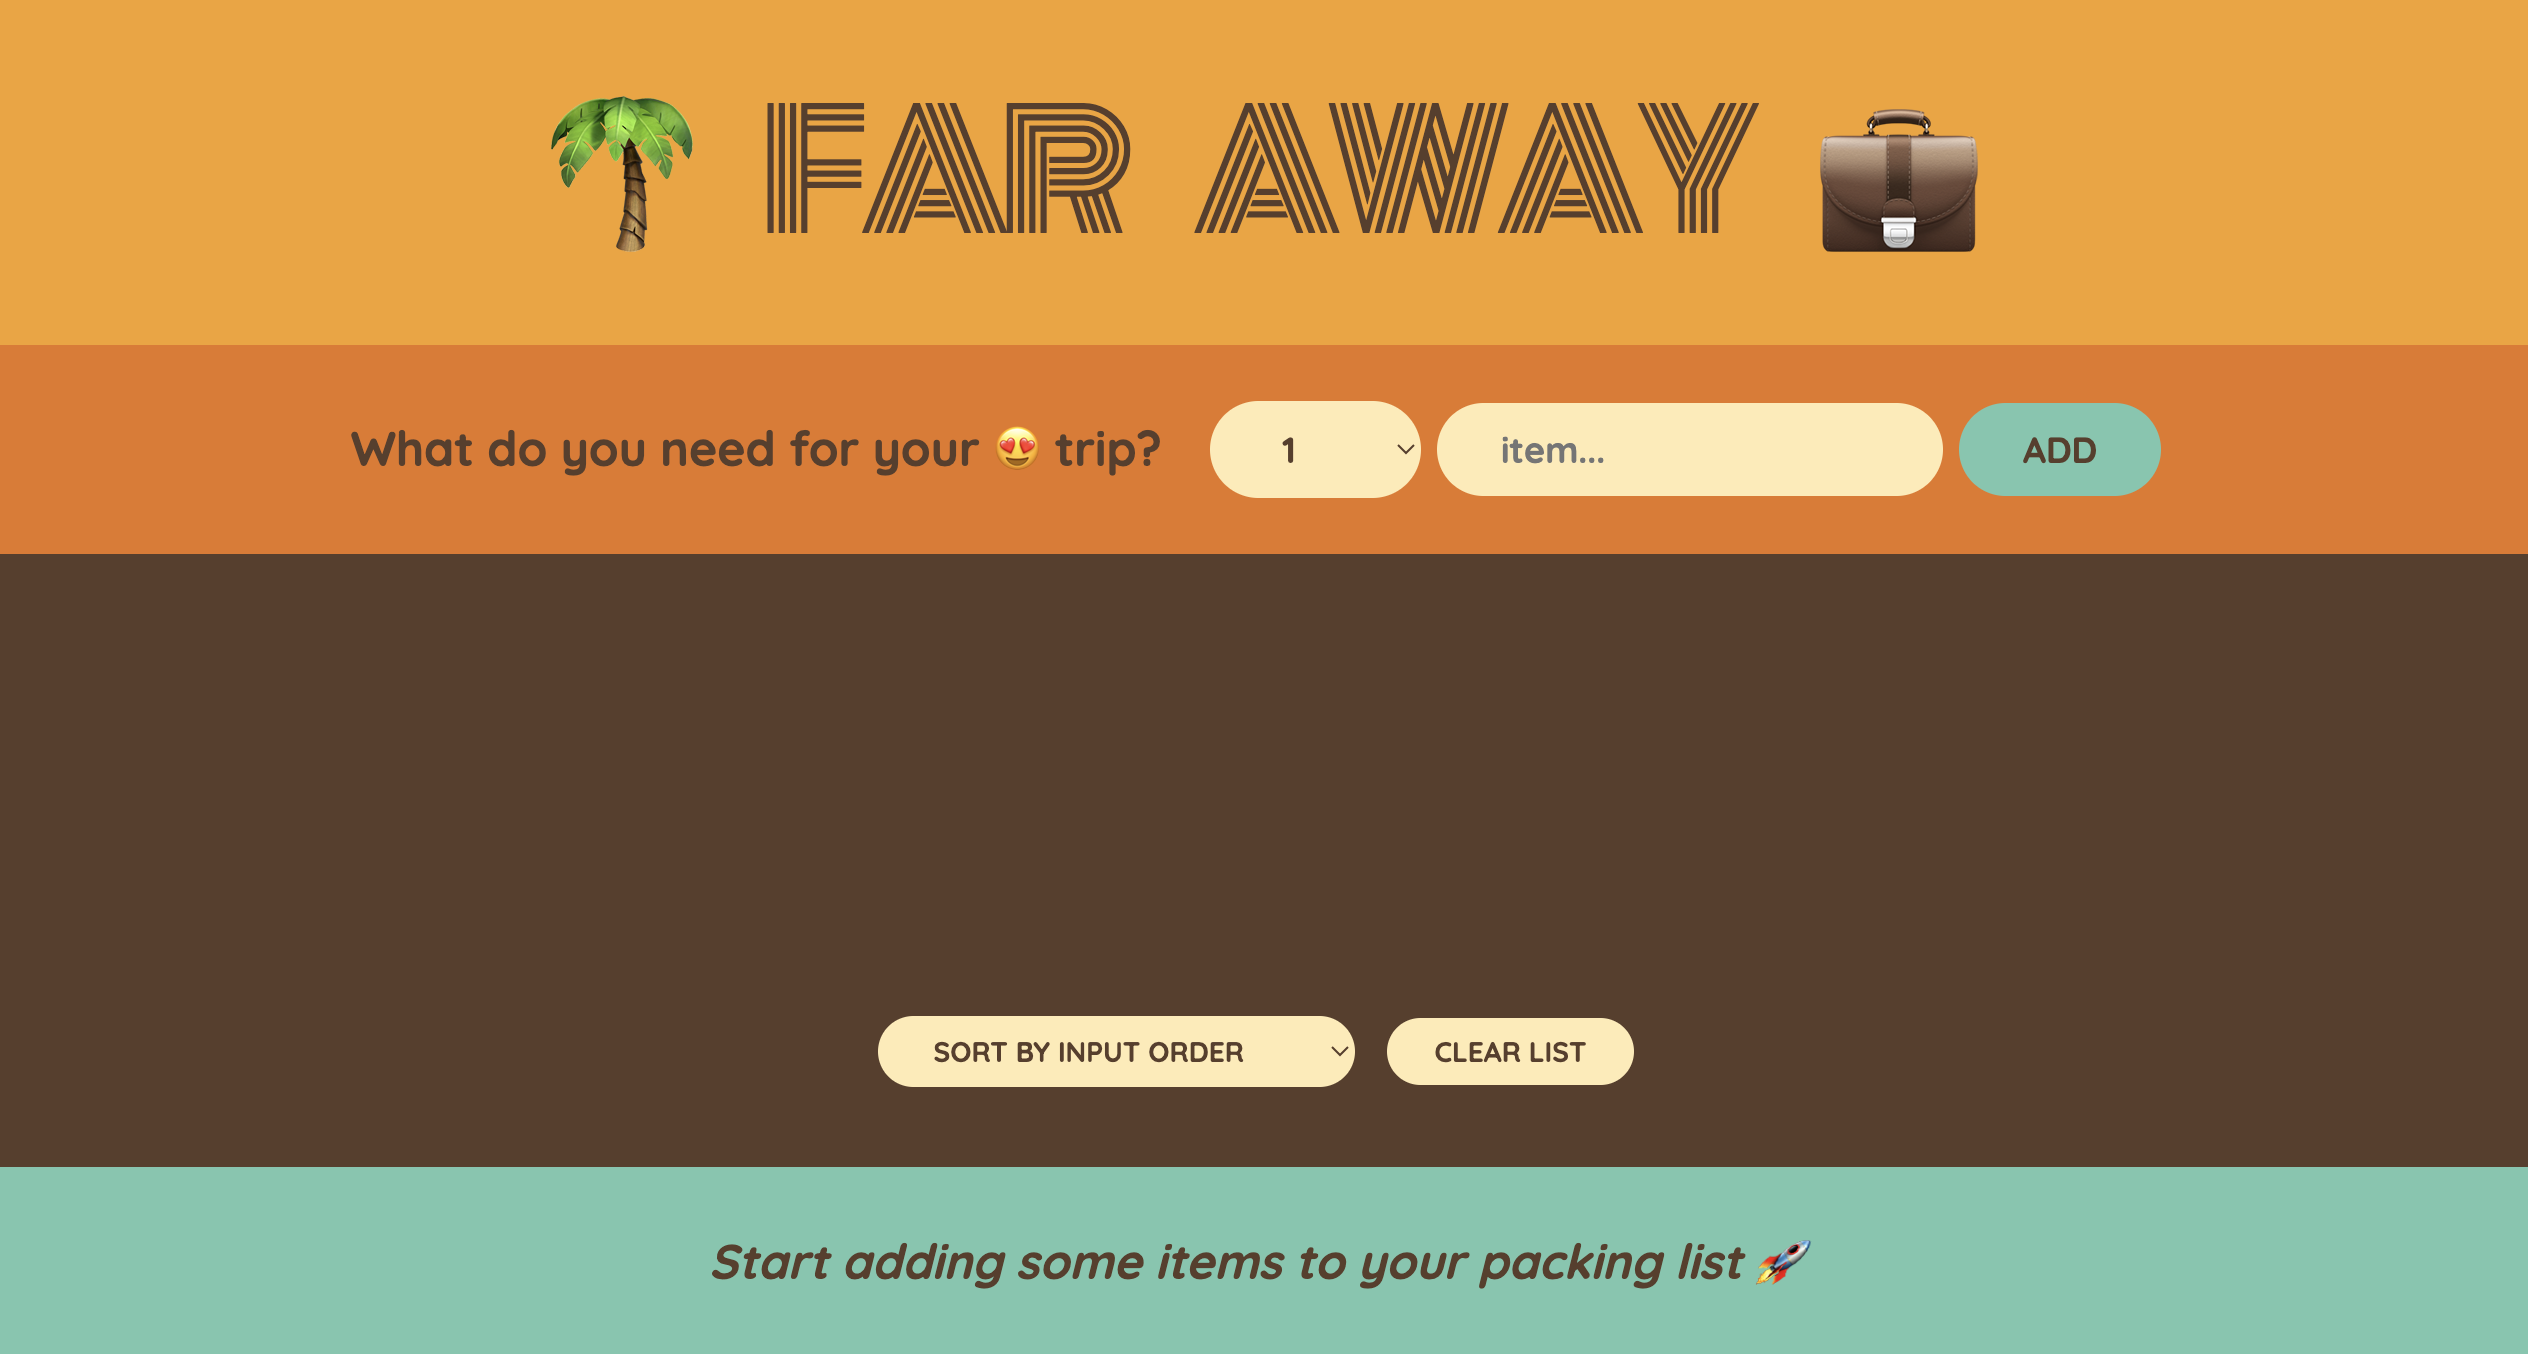 🌴 FAR AWAY 💼
What do you need for your 😍 trip? 1 item... ADD
SORT BY INPUT ORDER CLEAR LIST
Start adding some items to your packing list 🚀